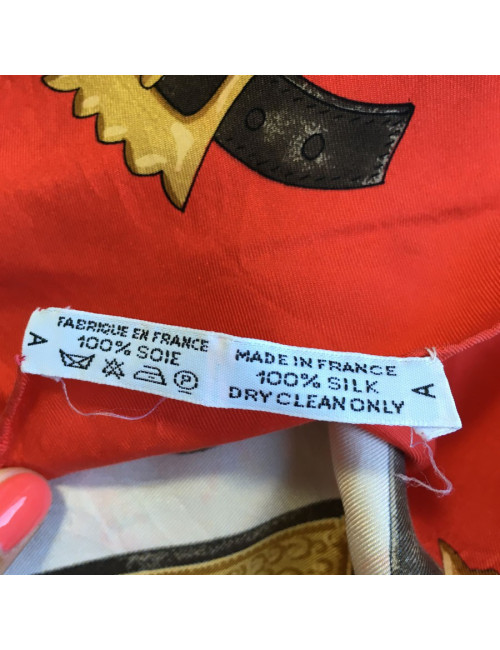 A
FABRIQUE EN FRANCE
100% SOIE
P
MADE IN FRANCE
100% SILK
DRY CLEAN ONLY
A